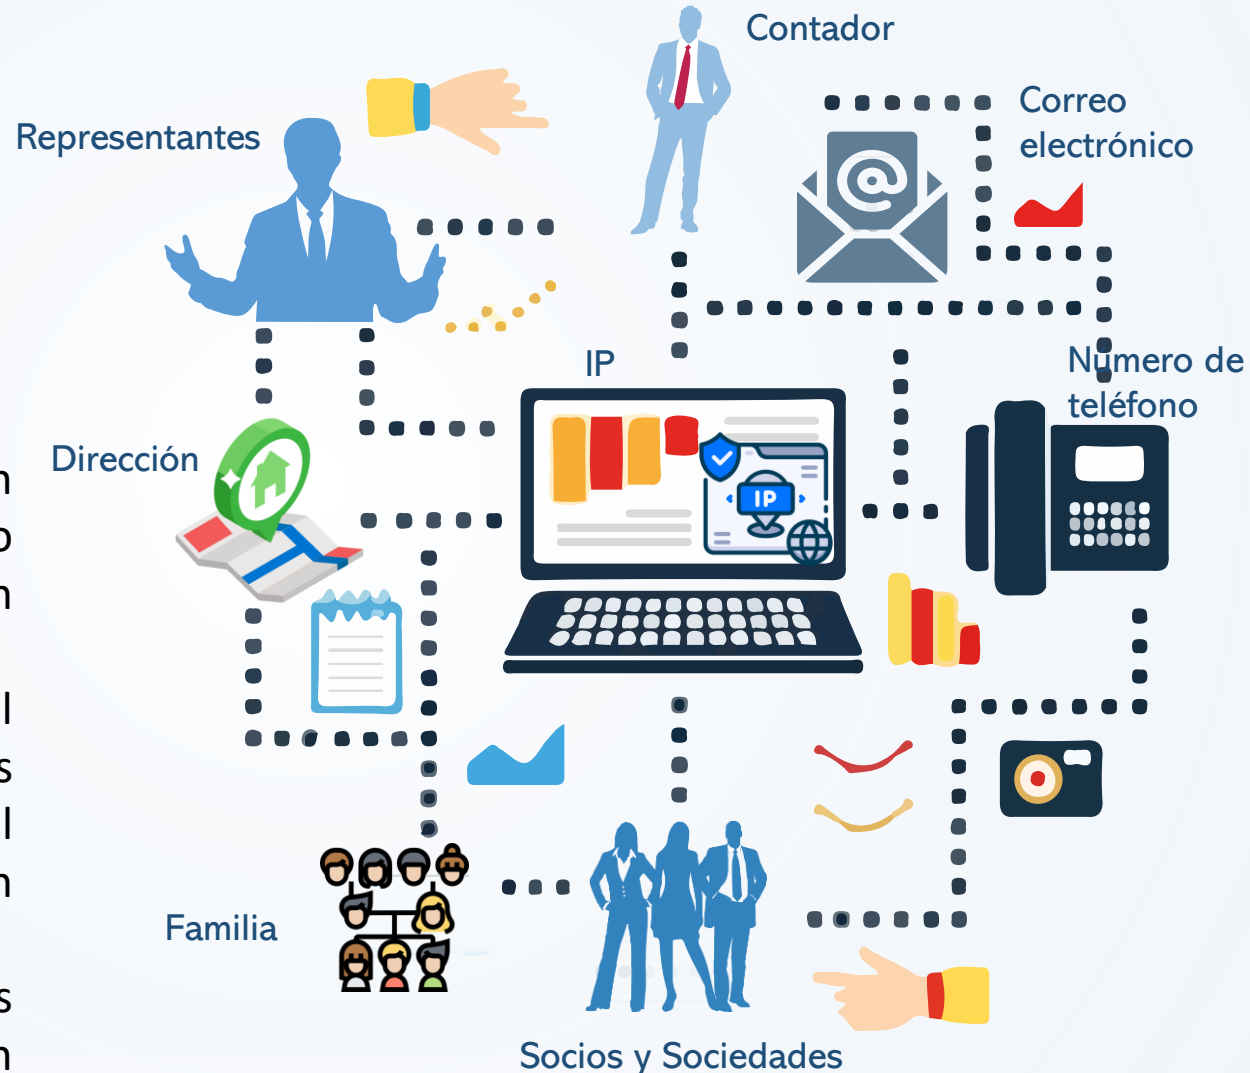 Contador
Correo
electrónico
Representantes
IP
Número de
teléfono
Dirección
IP
@
Familia
Socios y Sociedades
n
o
n
l
s
l
n
s
n